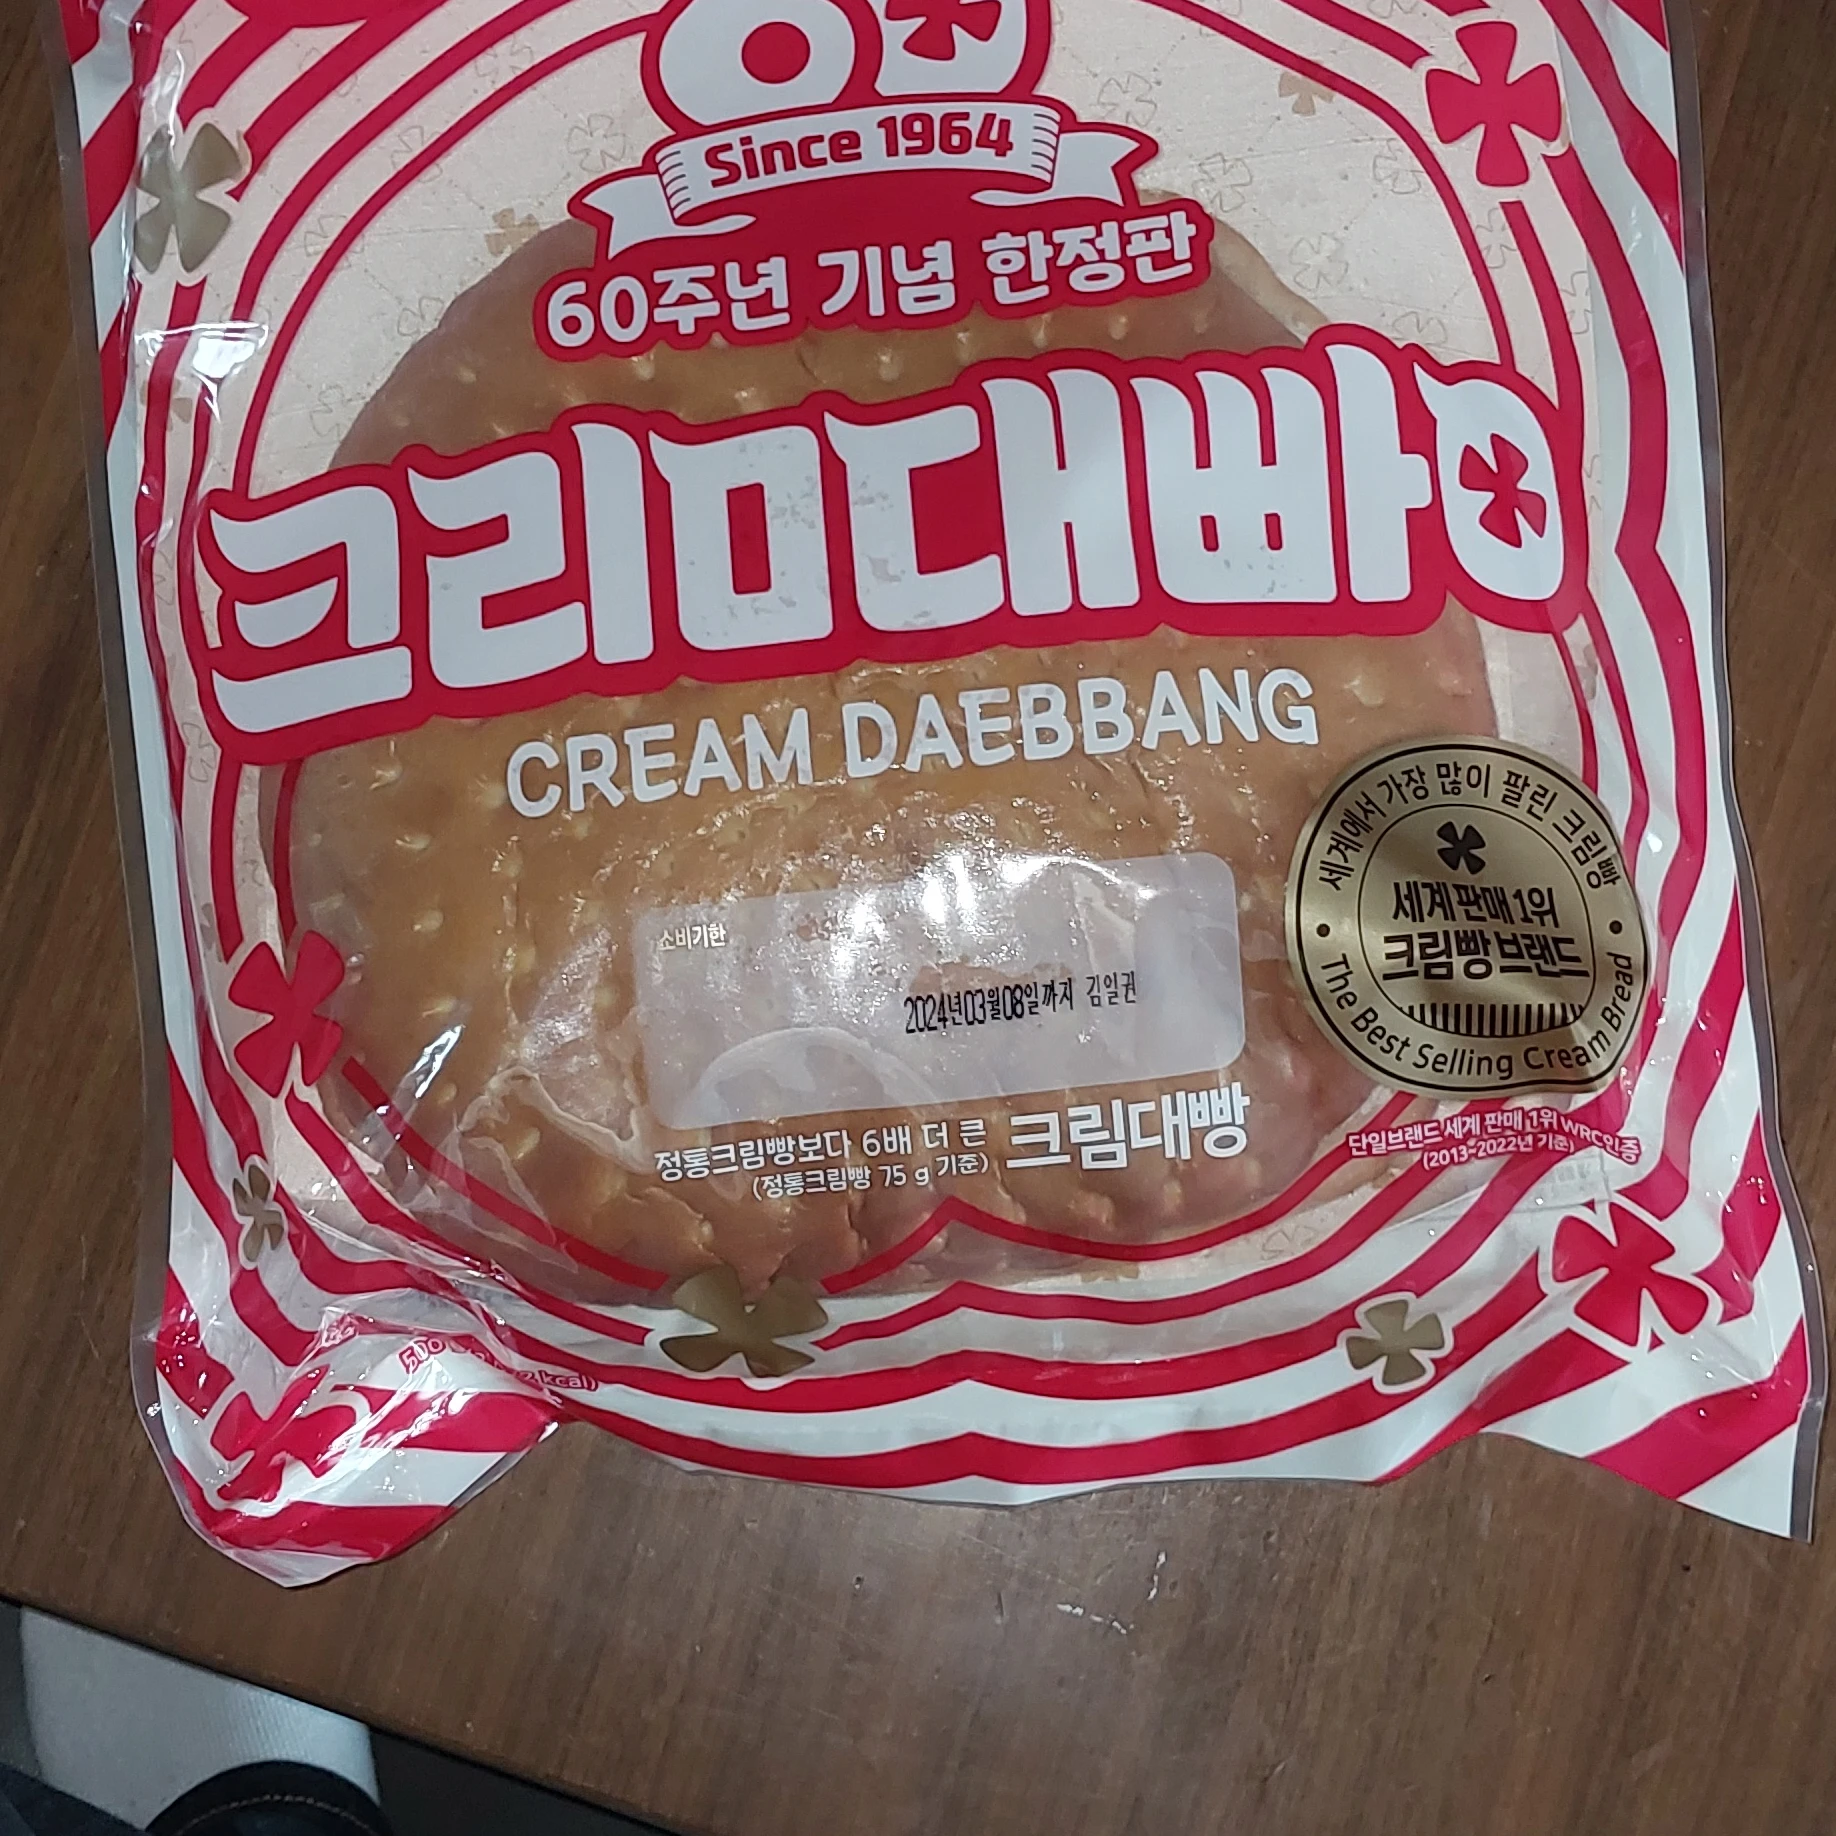 Since 1964
60주년 기념 한정판
크림대빵
CREAM DAEBBANG
세계에서 가장 많이 팔린 크림빵
세계 판매 1위
크림빵 브랜드
The Best Selling Cream Bread
소비기한
2024년03월08일까지 김일권
정통크림빵보다 6배 더 큰 크림대빵
(정통크림빵 75 g 기준)
단일브랜드 세계 판매 1위 WRC인증
(2013-2022년 기준)
kcal)